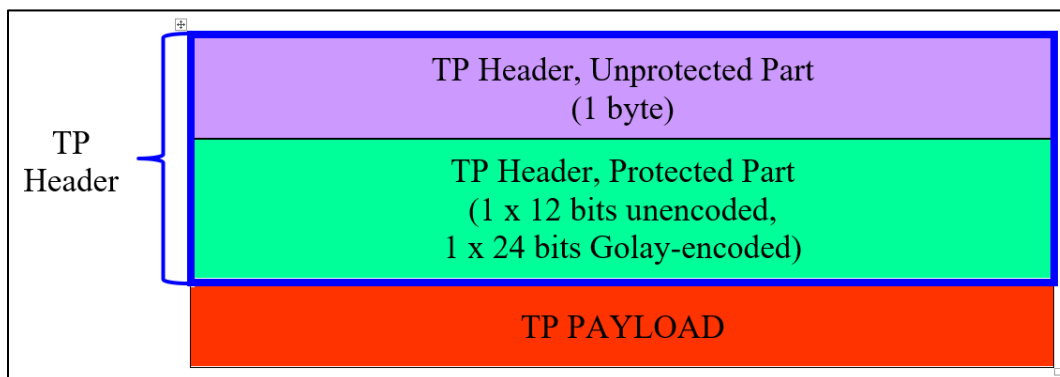 TP Header, Unprotected Part
(1 byte)
TP
Header
TP Header, Protected Part
(1 x 12 bits unencoded,
1 x 24 bits Golay-encoded)
TP PAYLOAD